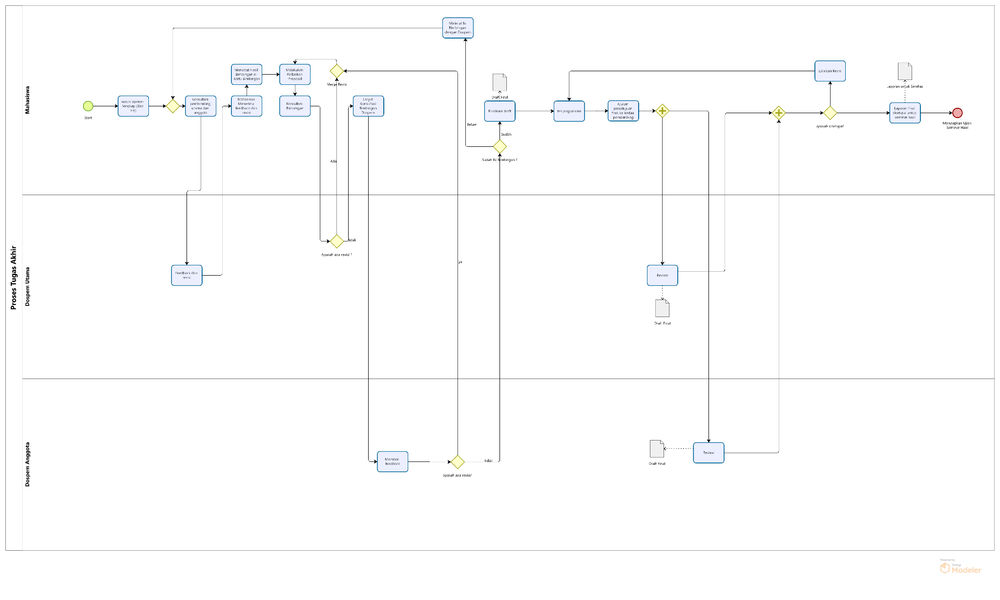 Proses Tugas Akhir
Mahasiswa
Minimal 8x
Bimbingan
dengan Dospem
Mencatat Hasil
Bimbingan di
kartu Bimbingan
Melakukan
Perbaikan
Proposal
Merge Revisi
Lakukan Revisi
Laporan untuk Semhas
Draft Final
Start
susun laporan
lengkap (Bab
I-V)
konsultasi
pembimbing
utama dan
anggota
Mahasiswa
Menerima
feedback dan
revisi
Konsultasi
Bimbingan
Lanjut
Konsultasi
Bimbingan
Dospem
Finalisasi draft
tes plagiarisme
Ajukan
persetujuan
final ke kedua
pembimbing
apakah disetujui?
Laporan final
disetujui untuk
seminar hasil
Menyiapkan Ujian
Seminar Hasil
Belum
Sudah
Sudah 8x Bimbingan ?
Ada
Dospem Utama
tidak
Apakah ada revisi ?
ya
Feedback dan
revisi
Review
Draft Final
Dospem Anggota
Memberi
feedback
tidak
apakah ada revisi?
Review
Draft Final
Powered by
bizagi
Modeler